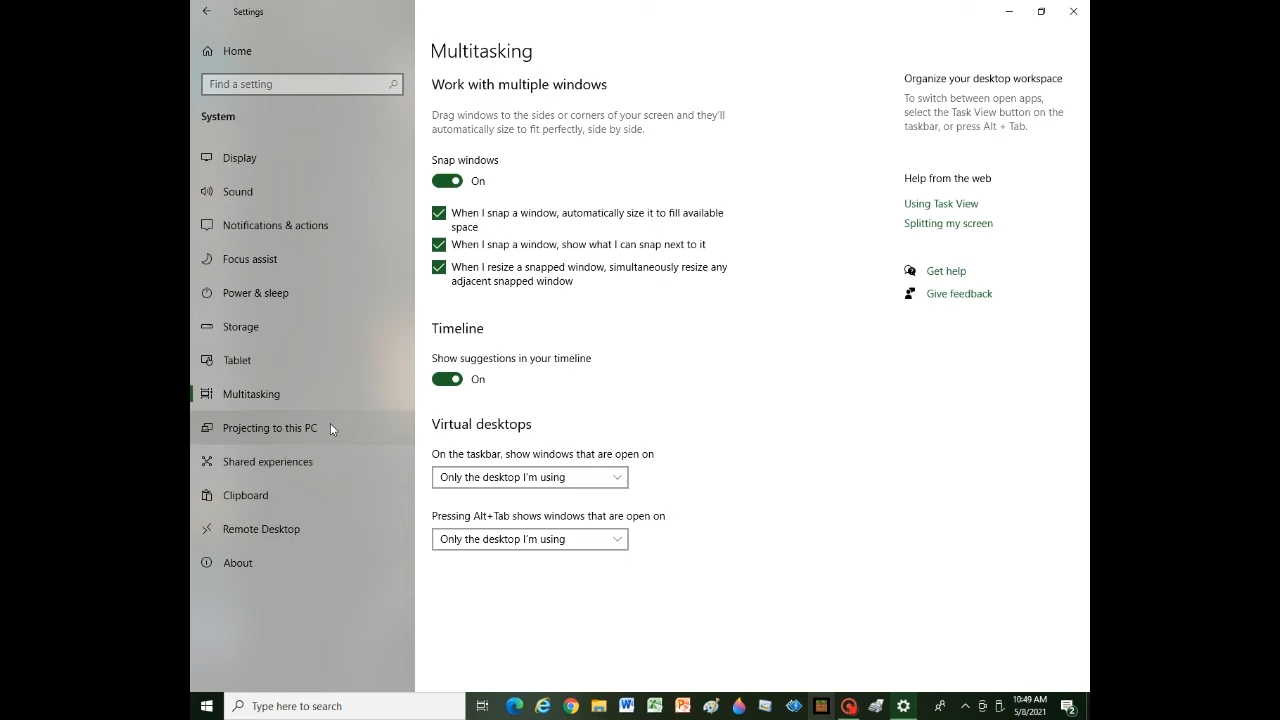 Settings
Home
Find a setting
System
Display
Sound
Notifications & actions
Focus assist
Power & sleep
Storage
Tablet
Multitasking
Projecting to this PC
Shared experiences
Clipboard
Remote Desktop
About
Multitasking
Work with multiple windows
Drag windows to the sides or corners of your screen and they'll
automatically size to fit perfectly, side by side.
Snap windows
On
When I snap a window, automatically size it to fill available
space
When I snap a window, show what I can snap next to it
When I resize a snapped window, simultaneously resize any
adjacent snapped window
Timeline
Show suggestions in your timeline
On
Virtual desktops
On the taskbar, show windows that are open on
Only the desktop I'm using
Pressing Alt+Tab shows windows that are open on
Only the desktop I'm using
Organize your desktop workspace
To switch between open apps,
select the Task View button on the
taskbar, or press Alt + Tab.
Help from the web
Using Task View
Splitting my screen
Get help
Give feedback
Type here to search
10:49 AM
5/8/2021
2